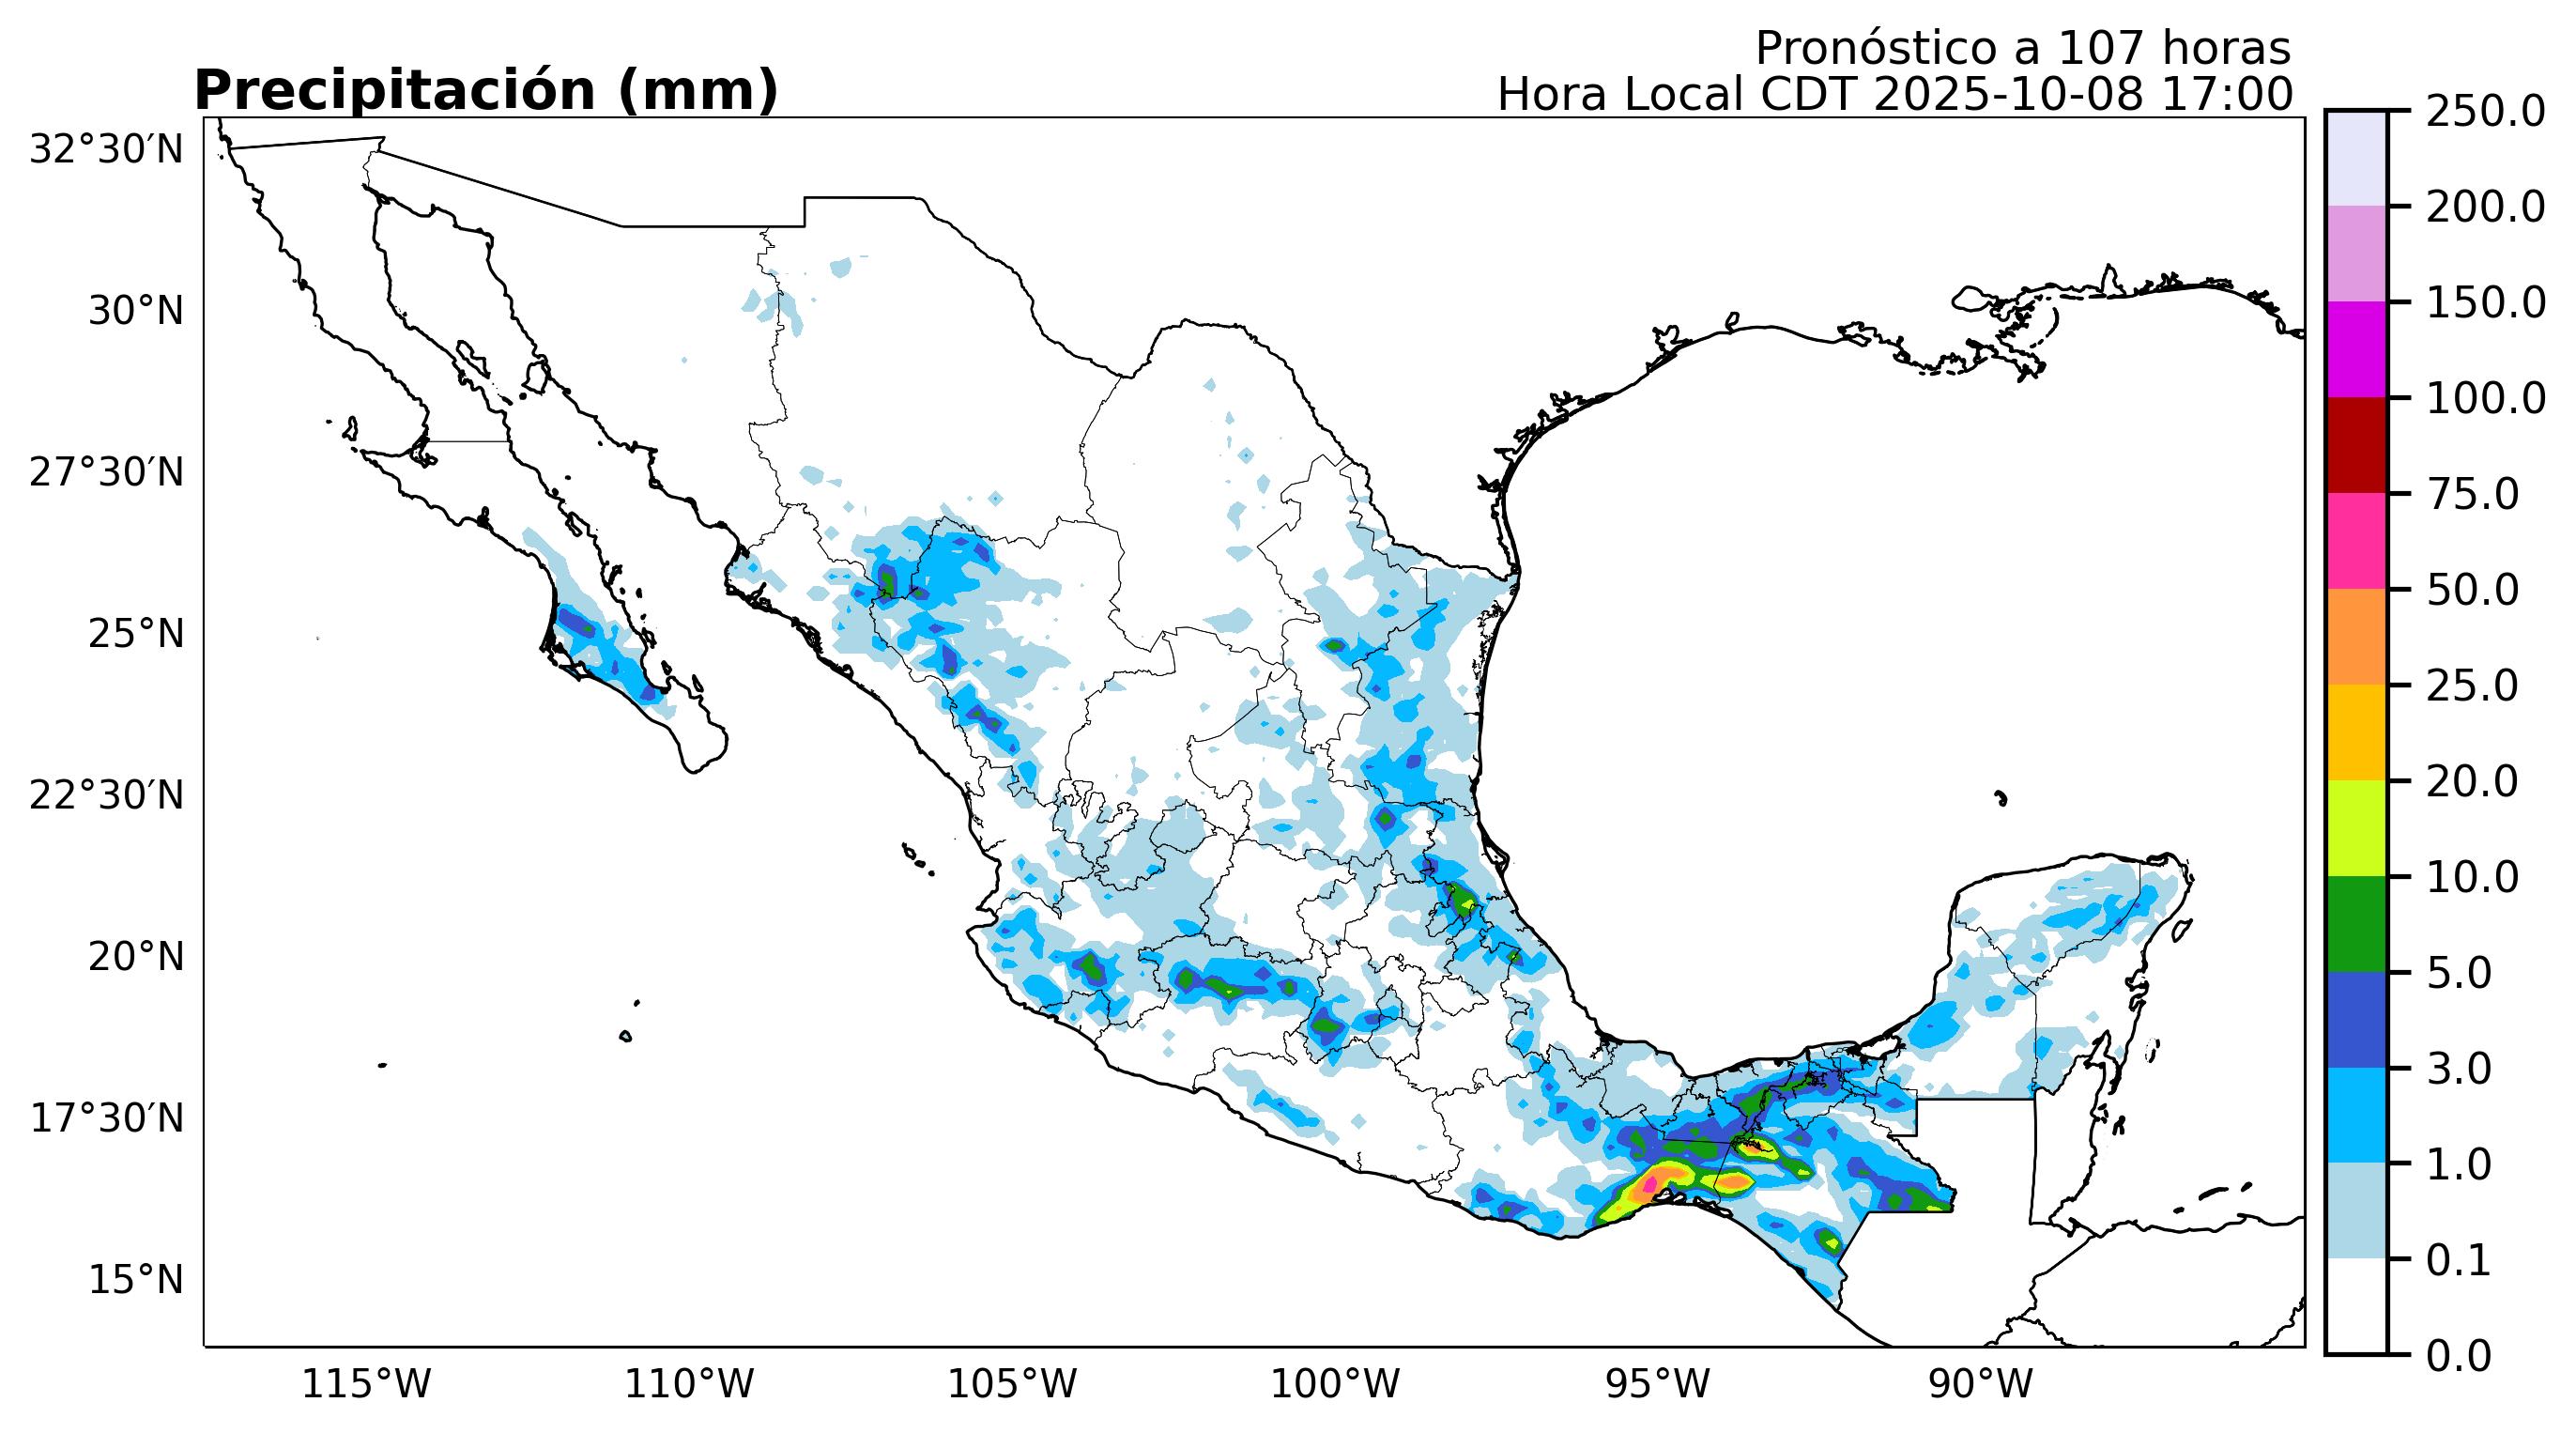 Pronóstico a 107 horas
Precipitación (mm)
Hora Local CDT 2025-10-08 17:00
32°30′N
30°N
27°30′N
25°N
22°30′N
20°N
17°30′N
15°N
115°W
110°W
105°W
100°W
95°W
90°W
250.0
200.0
150.0
100.0
75.0
50.0
25.0
20.0
10.0
5.0
3.0
1.0
0.1
0.0